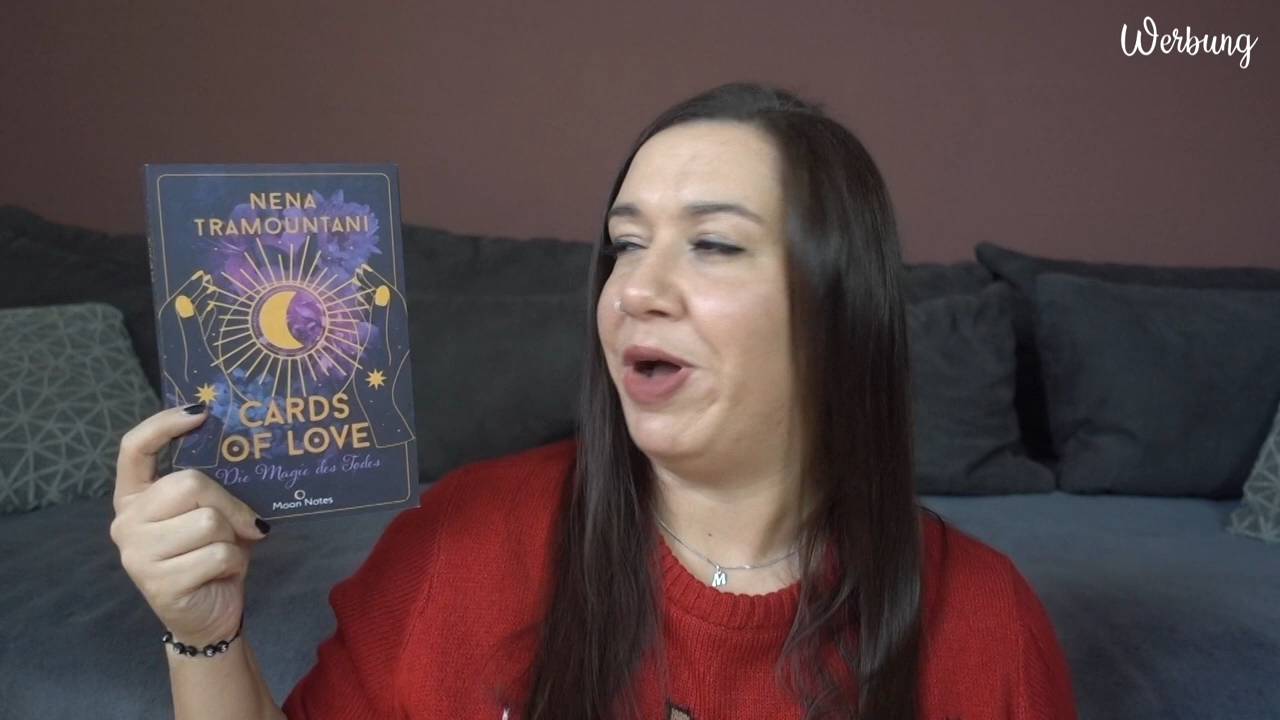 Werbung
NENA
TRAMOUNTANI
CARDS
OF LOVE
Die Magie des Todes
Moon Notes
M